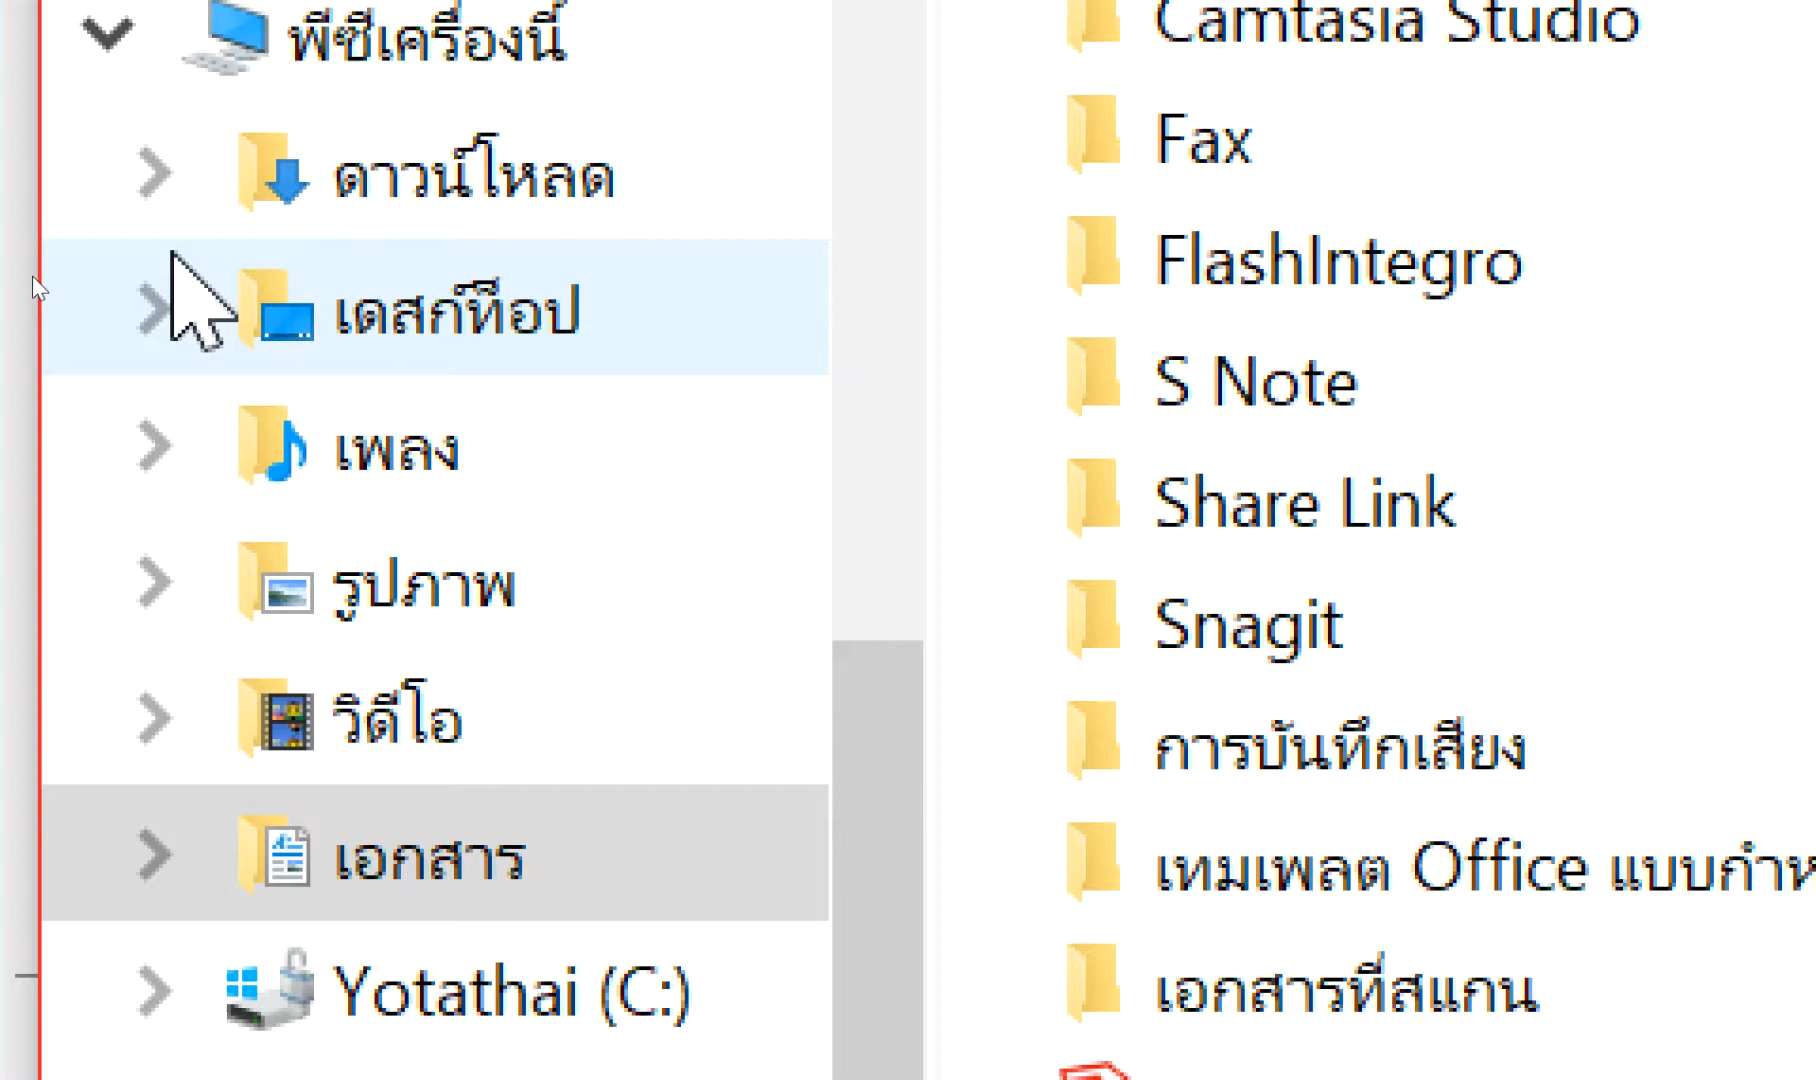 พีซีเครื่องนี้
ดาวน์โหลด
เดสก์ท็อป
เพลง
รูปภาพ
วิดีโอ
เอกสาร
Yotathai (C:)
Camtasia Studio
Fax
FlashIntegro
S Note
Share Link
Snagit
การบันทึกเสียง
เทมเพลต Office แบบกำห
เอกสารที่สแกน